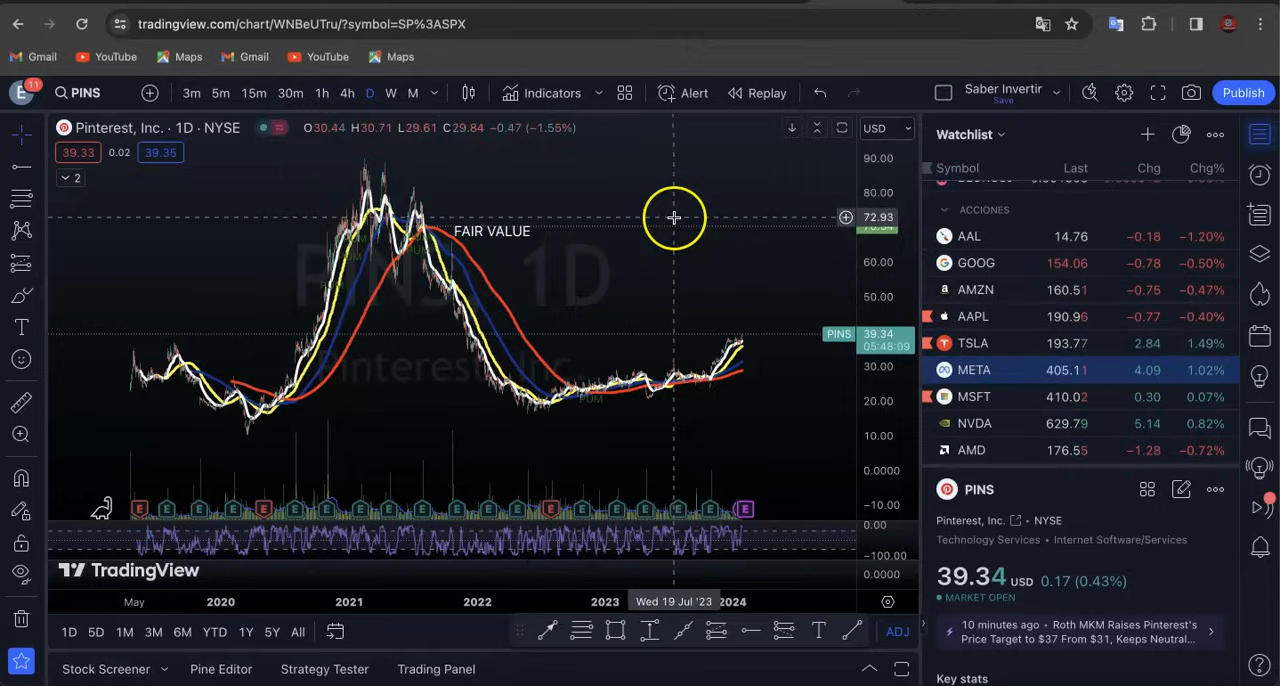 tradingview.com/chart/WNBeUTru/?symbol=SP%3ASPX
Gmail YouTube Maps Gmail YouTube Maps
E 11 PINS 3m 5m 15m 30m 1h 4h D W M Indicators Alert Replay Saber Invertir Save Publish
Pinterest, Inc. · 1D · NYSE O30.44 H30.71 L29.61 C29.84 −0.47 (−1.55%) USD
39.33 0.02 39.35
2
FAIR VALUE
PINS, 1D
Pinterest, Inc.
PUM
90.00
80.00
72.93
60.00
50.00
PINS 39.34
05:48:09
30.00
20.00
10.00
0.0000
−10.00
0.00
−100.00
0.0000
E E E E E E E E E E E E E E E E E E E
TradingView
May 2020 2021 2022 2023 Wed 19 Jul '23 2024
1D 5D 1M 3M 6M YTD 1Y 5Y All ADJ
Stock Screener Pine Editor Strategy Tester Trading Panel
Watchlist
Symbol Last Chg Chg%
ACCIONES
AAL 14.76 −0.18 −1.20%
GOOG 154.06 −0.78 −0.50%
AMZN 160.51 −0.75 −0.47%
AAPL 190.96 −0.77 −0.40%
TSLA 193.77 2.84 1.49%
META 405.11 4.09 1.02%
MSFT 410.02 0.30 0.07%
NVDA 629.79 5.14 0.82%
AMD 176.55 −1.28 −0.72%
PINS
Pinterest, Inc. • NYSE
Technology Services • Internet Software/Services
39.34 USD 0.17 (0.43%)
MARKET OPEN
10 minutes ago • Roth MKM Raises Pinterest's
Price Target to $37 From $31, Keeps Neutral...
Key stats